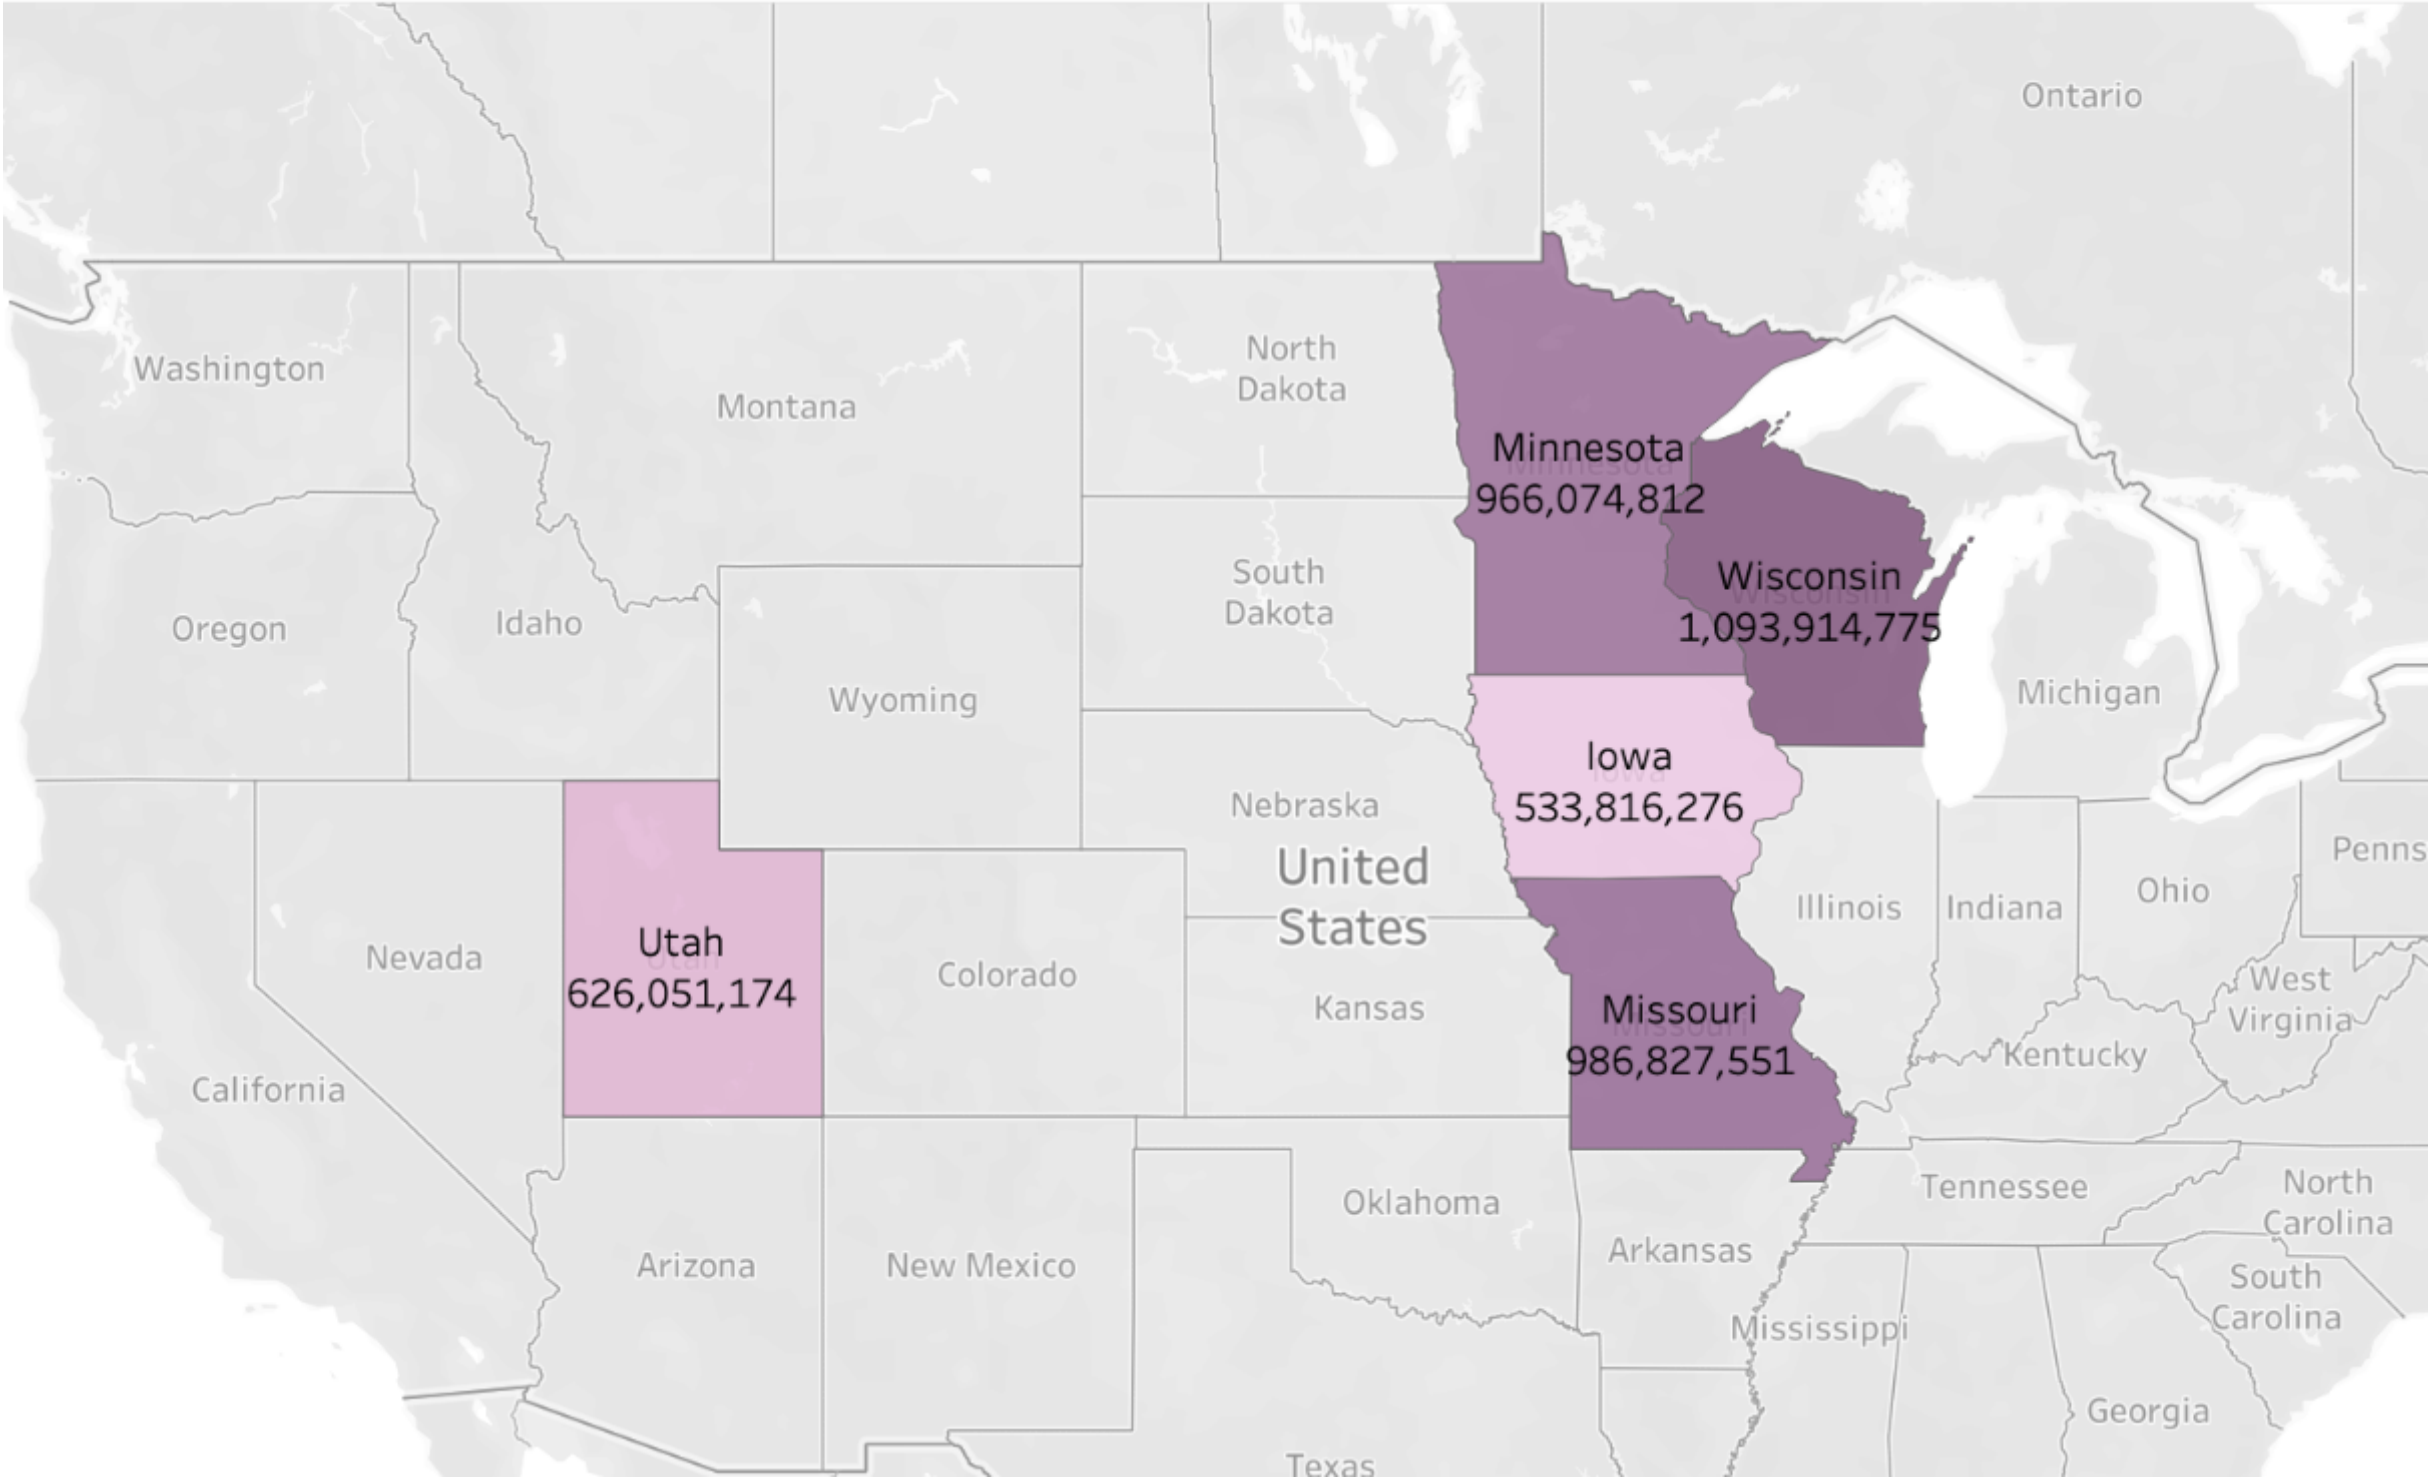 Ontario
Washington
Montana
North
Dakota
Minnesota
966,074,812
Oregon
Idaho
South
Dakota
Wisconsin
1,093,914,775
Wyoming
Michigan
Iowa
533,816,276
Nebraska
United
States
Penns
Ohio
Illinois
Indiana
Utah
626,051,174
Nevada
Colorado
Kansas
West
Virginia
Missouri
986,827,551
Kentucky
California
Tennessee
North
Carolina
Oklahoma
Arkansas
Arizona
New Mexico
South
Carolina
Mississippi
Georgia
Texas